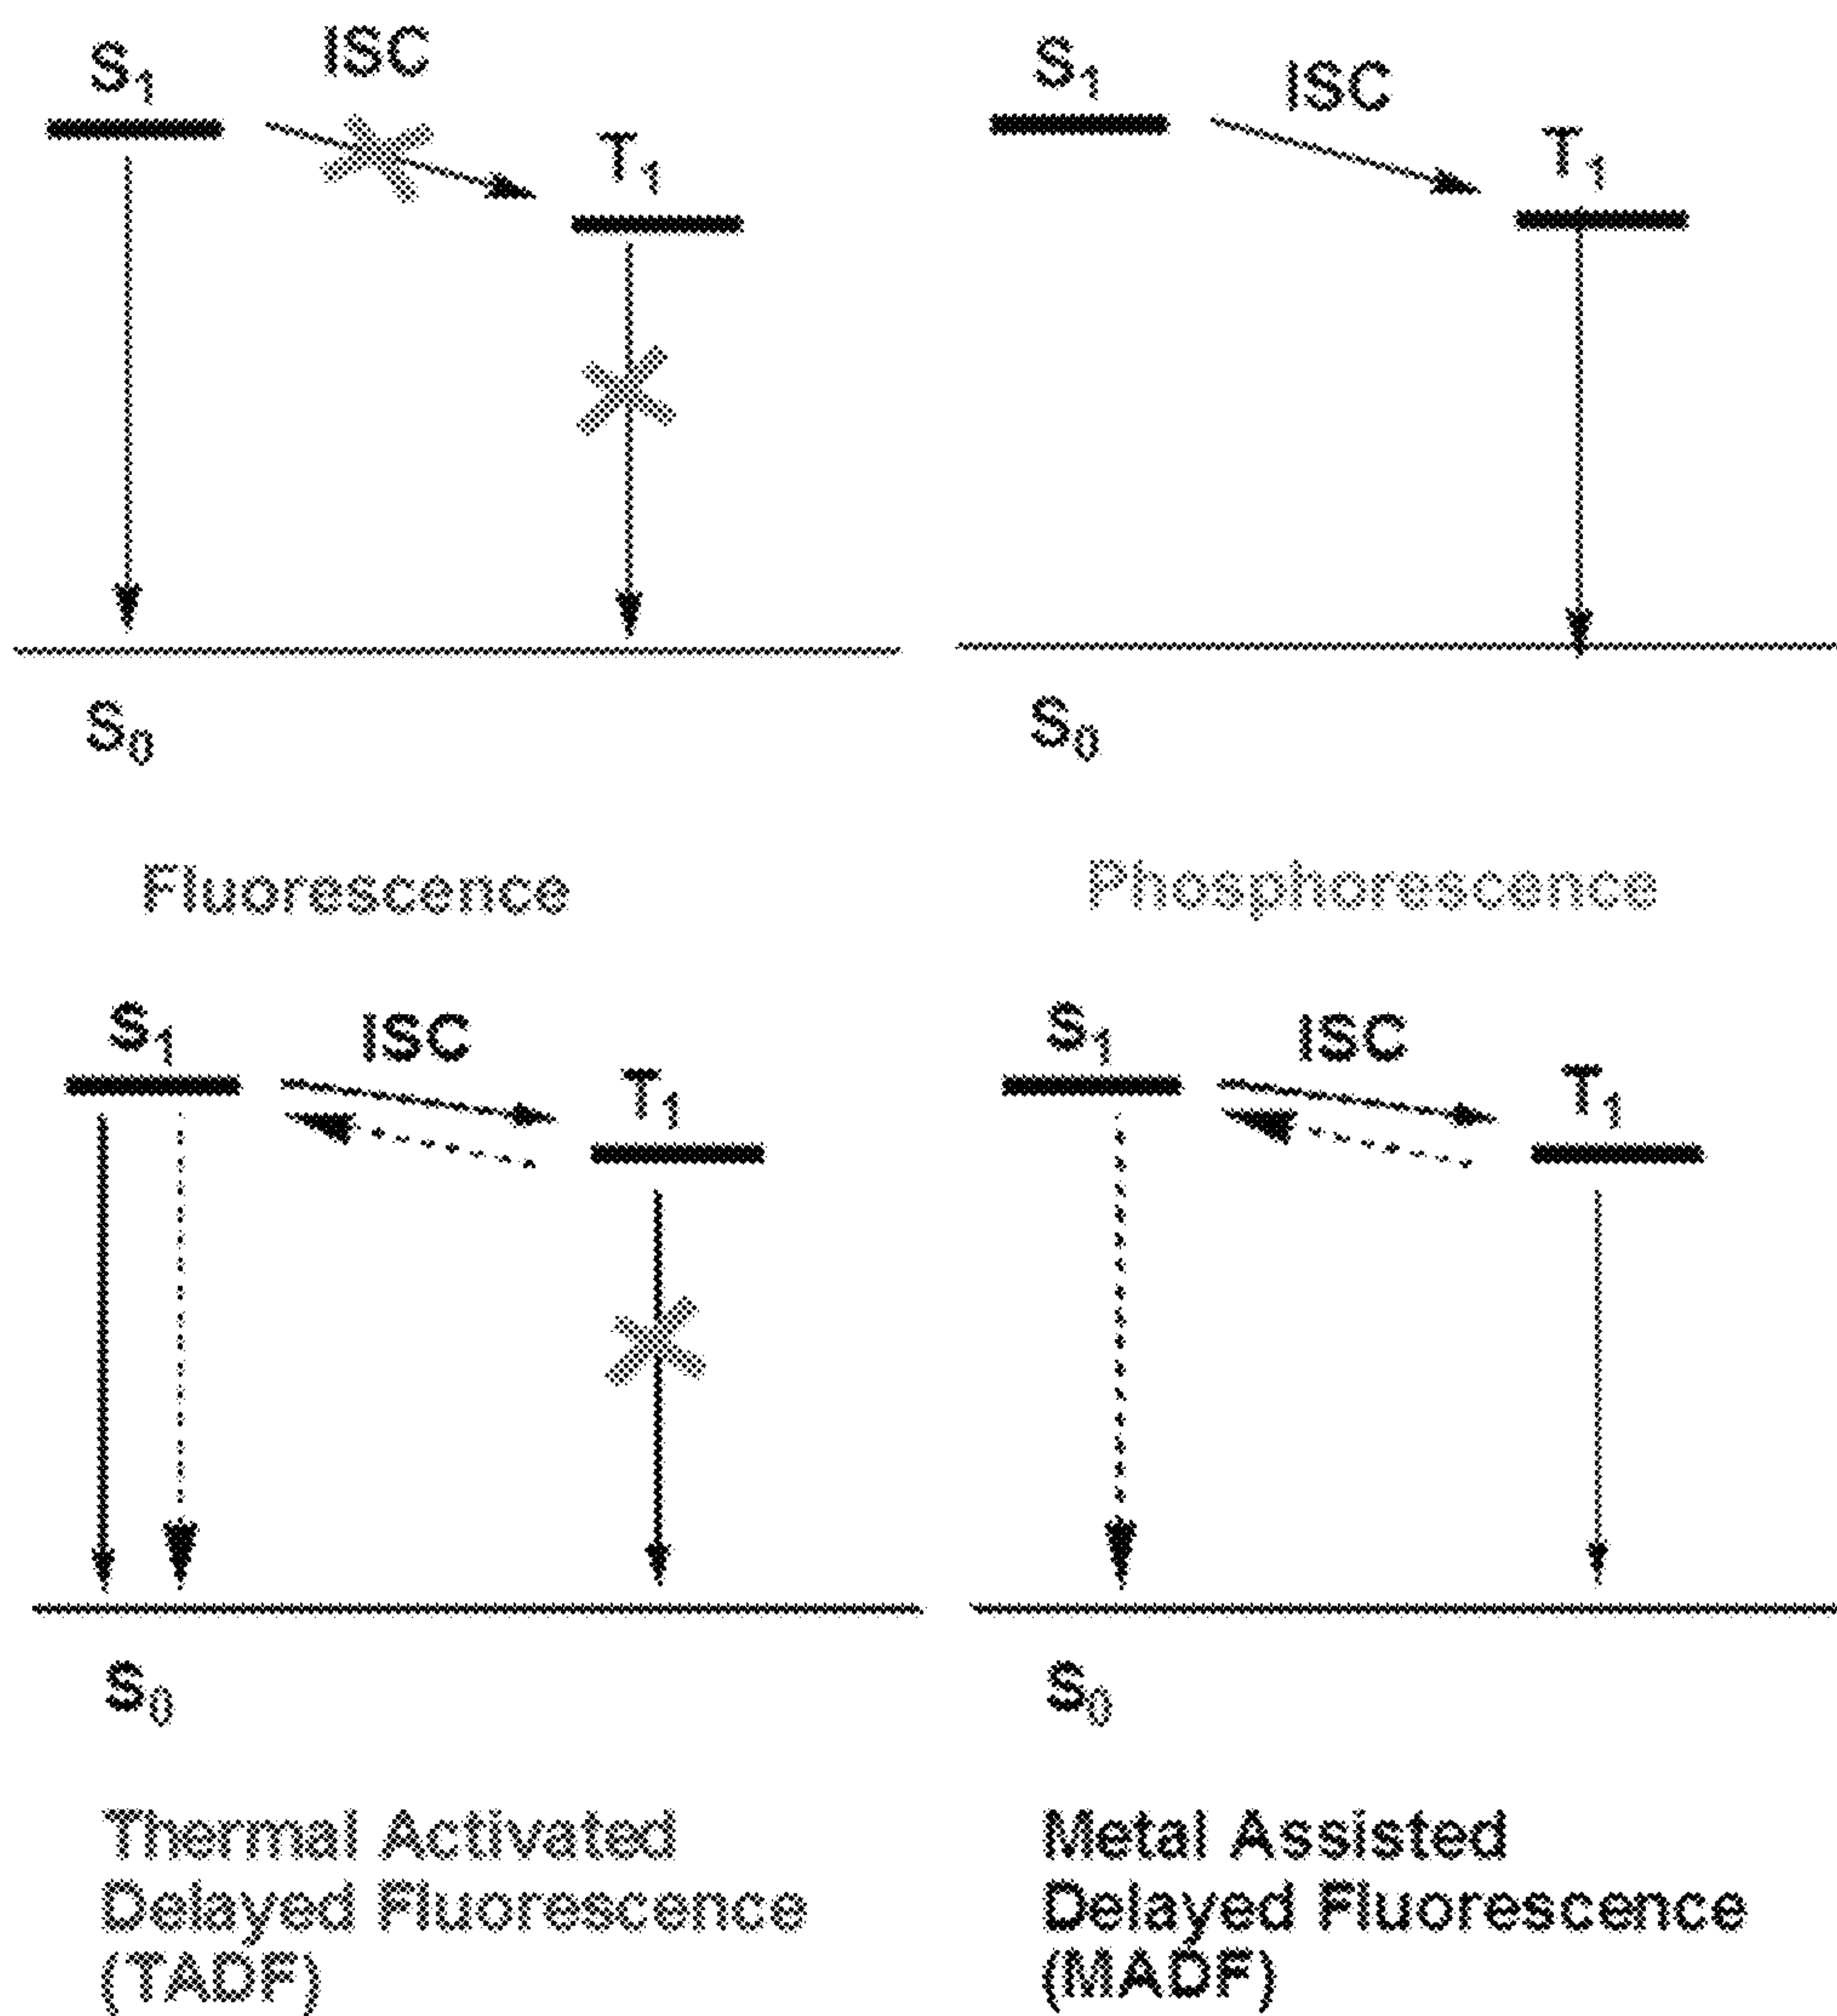 S₁
ISC
T₁
S₀
Fluorescence
S₁
ISC
T₁
S₀
Phosphorescence
S₁
ISC
T₁
S₀
Thermal Activated
Delayed Fluorescence
(TADF)
S₁
ISC
T₁
S₀
Metal Assisted
Delayed Fluorescence
(MADF)